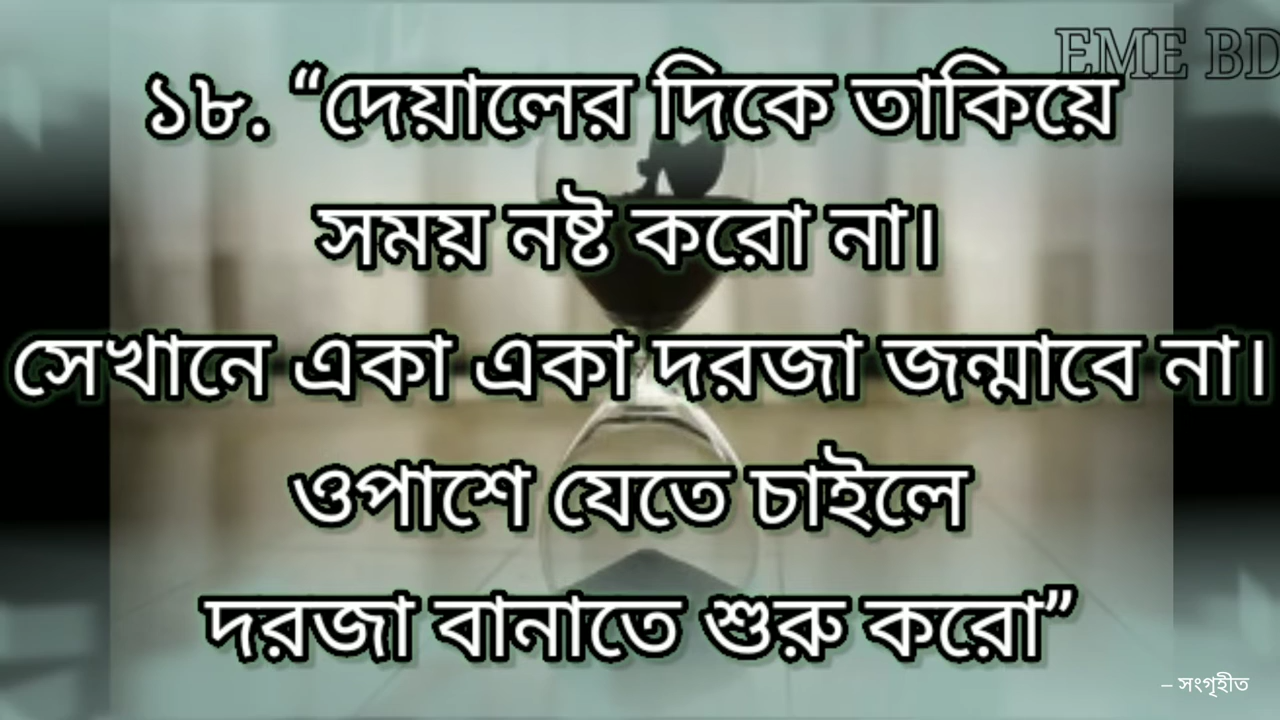 EME BD
১৮. “দেয়ালের দিকে তাকিয়ে
সময় নষ্ট করো না।
সেখানে একা একা দরজা জন্মাবে না।
ওপাশে যেতে চাইলে
দরজা বানাতে শুরু করো”
– সংগৃহীত